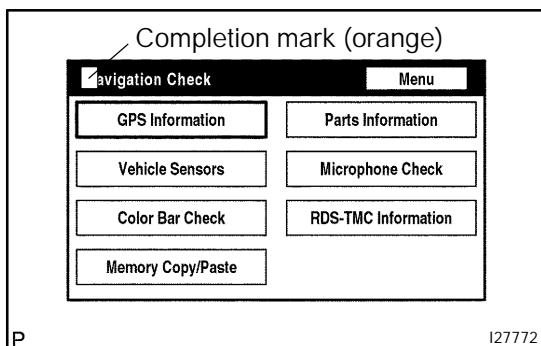 Completion mark (orange)
avigation Check
Menu
GPS Information
Parts Information
Vehicle Sensors
Microphone Check
Color Bar Check
RDS-TMC Information
Memory Copy/Paste
P
I27772